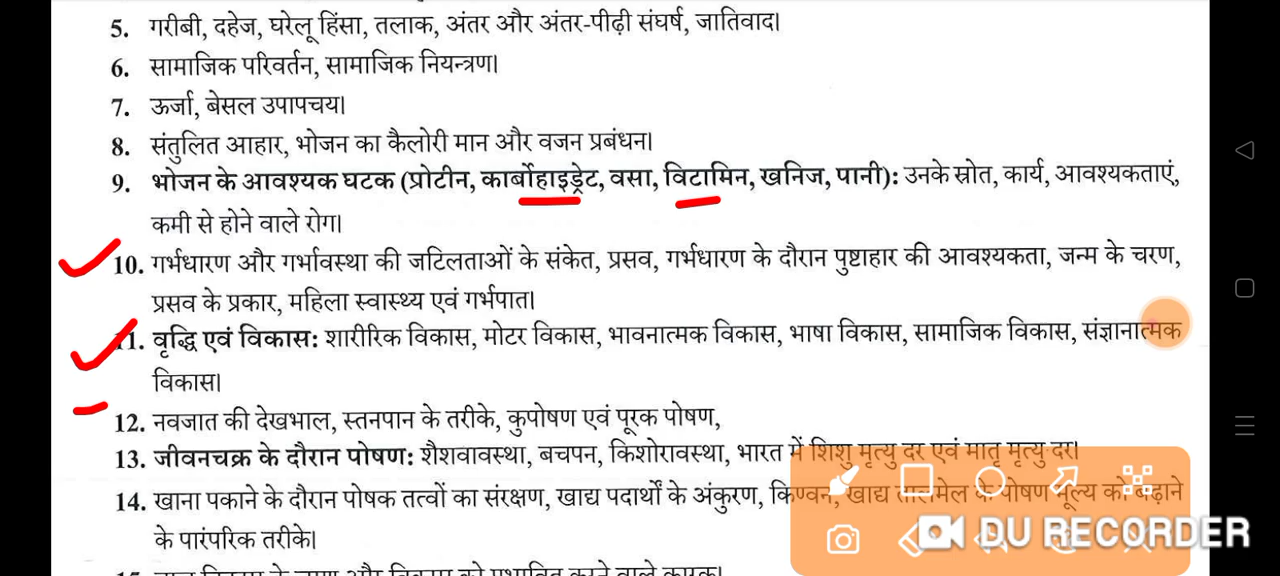 5. गरीबी, दहेज, घरेलू हिंसा, तलाक, अंतर और अंतर-पीढ़ी संघर्ष, जातिवाद।
6. सामाजिक परिवर्तन, सामाजिक नियन्त्रण।
7. ऊर्जा, बेसल उपापचय।
8. संतुलित आहार, भोजन का कैलोरी मान और वजन प्रबंधन।
9. भोजन के आवश्यक घटक (प्रोटीन, कार्बोहाइड्रेट, वसा, विटामिन, खनिज, पानी): उनके स्रोत, कार्य, आवश्यकताएं,
कमी से होने वाले रोग।
10. गर्भधारण और गर्भावस्था की जटिलताओं के संकेत, प्रसव, गर्भधारण के दौरान पुष्टाहार की आवश्यकता, जन्म के चरण,
प्रसव के प्रकार, महिला स्वास्थ्य एवं गर्भपात।
11. वृद्धि एवं विकास: शारीरिक विकास, मोटर विकास, भावनात्मक विकास, भाषा विकास, सामाजिक विकास, संज्ञानात्मक
विकास।
12. नवजात की देखभाल, स्तनपान के तरीके, कुपोषण एवं पूरक पोषण,
13. जीवनचक्र के दौरान पोषण: शैशवावस्था, बचपन, किशोरावस्था, भारत में शिशु मृत्यु दर एवं मातृ मृत्यु दर।
14. खाना पकाने के दौरान पोषक तत्वों का संरक्षण, खाद्य पदार्थों के अंकुरण, किण्वन, खाद्य तालमेल के पोषण मूल्य को बढ़ाने
के पारंपरिक तरीके।
DU RECORDER